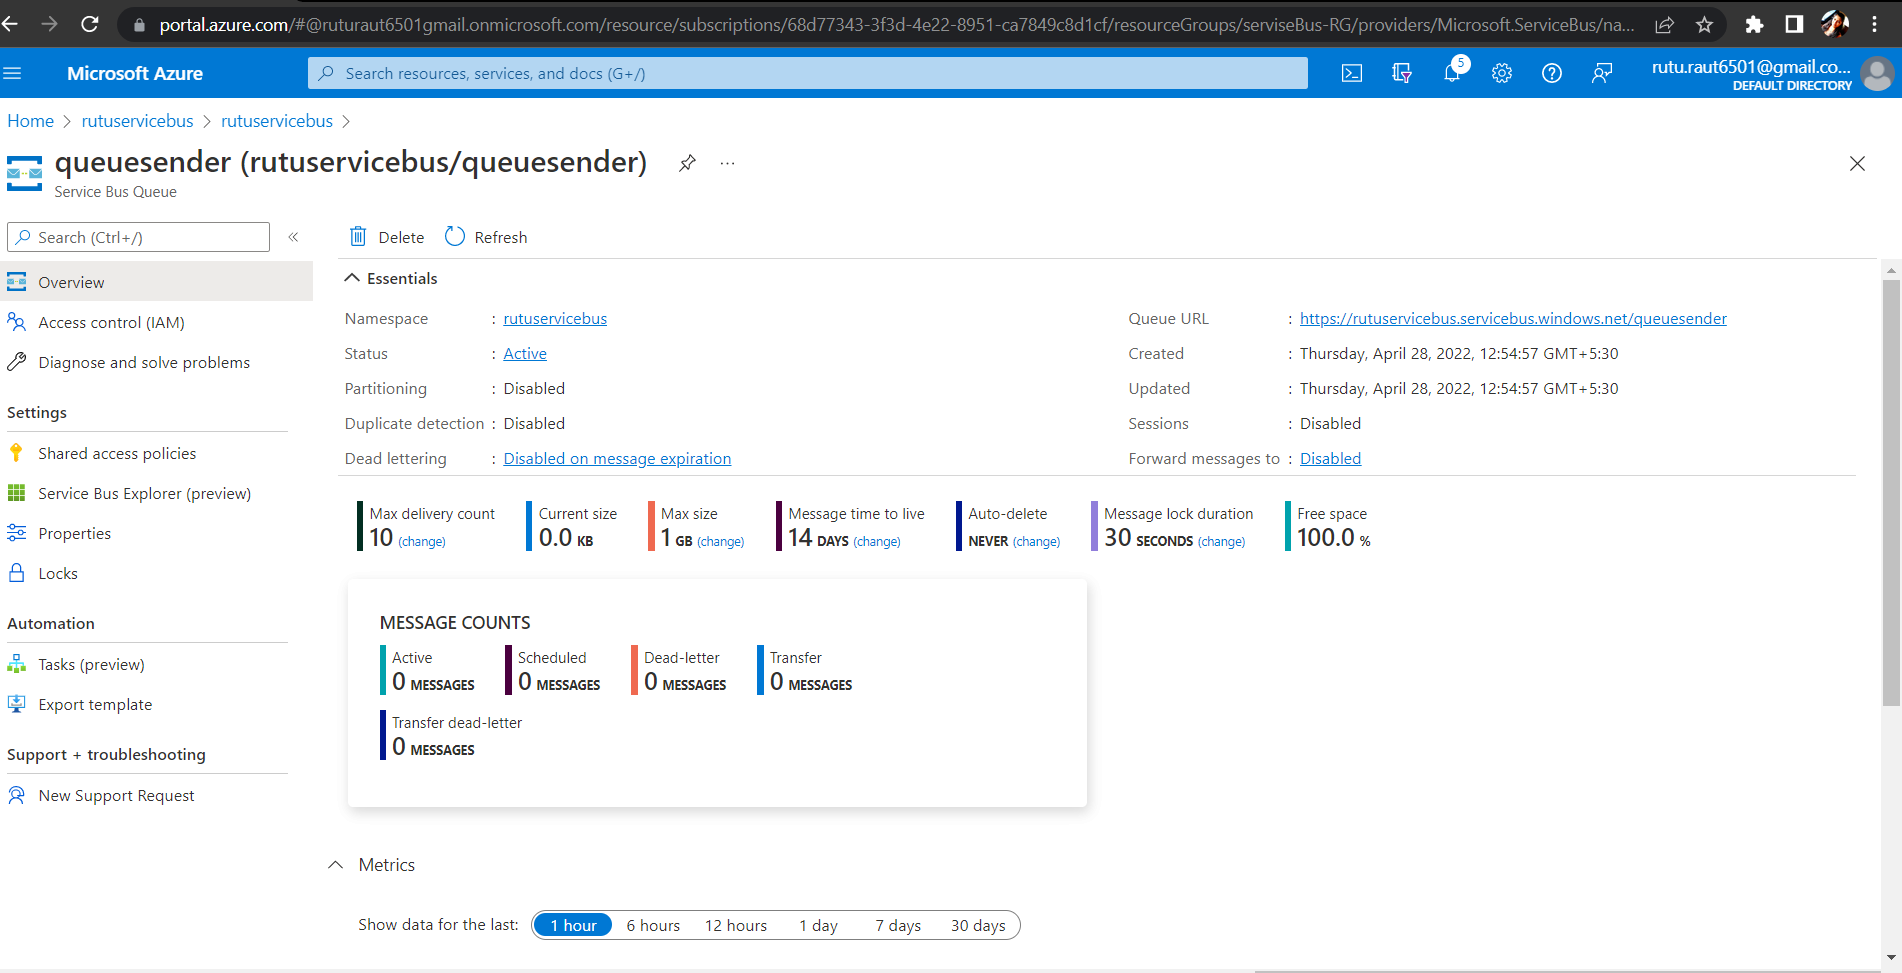 portal.azure.com/#@ruturaut6501gmail.onmicrosoft.com/resource/subscriptions/68d77343-3f3d-4e22-8951-ca7849c8d1cf/resourceGroups/serviseBus-RG/providers/Microsoft.ServiceBus/na...
Microsoft Azure
Search resources, services, and docs (G+/)
5
rutu.raut6501@gmail.co...
DEFAULT DIRECTORY
Home > rutuservicebus > rutuservicebus >
queuesender (rutuservicebus/queuesender)
...
Service Bus Queue
Search (Ctrl+/)
«
Overview
Access control (IAM)
Diagnose and solve problems
Settings
Shared access policies
Service Bus Explorer (preview)
Properties
Locks
Automation
Tasks (preview)
Export template
Support + troubleshooting
New Support Request
Delete
Refresh
Essentials
Namespace : rutuservicebus
Status : Active
Partitioning : Disabled
Duplicate detection : Disabled
Dead lettering : Disabled on message expiration
Queue URL : https://rutuservicebus.servicebus.windows.net/queuesender
Created : Thursday, April 28, 2022, 12:54:57 GMT+5:30
Updated : Thursday, April 28, 2022, 12:54:57 GMT+5:30
Sessions : Disabled
Forward messages to : Disabled
Max delivery count
10 (change)
Current size
0.0 KB
Max size
1 GB (change)
Message time to live
14 DAYS (change)
Auto-delete
NEVER (change)
Message lock duration
30 SECONDS (change)
Free space
100.0 %
MESSAGE COUNTS
Active
0 MESSAGES
Scheduled
0 MESSAGES
Dead-letter
0 MESSAGES
Transfer
0 MESSAGES
Transfer dead-letter
0 MESSAGES
Metrics
Show data for the last: 1 hour 6 hours 12 hours 1 day 7 days 30 days